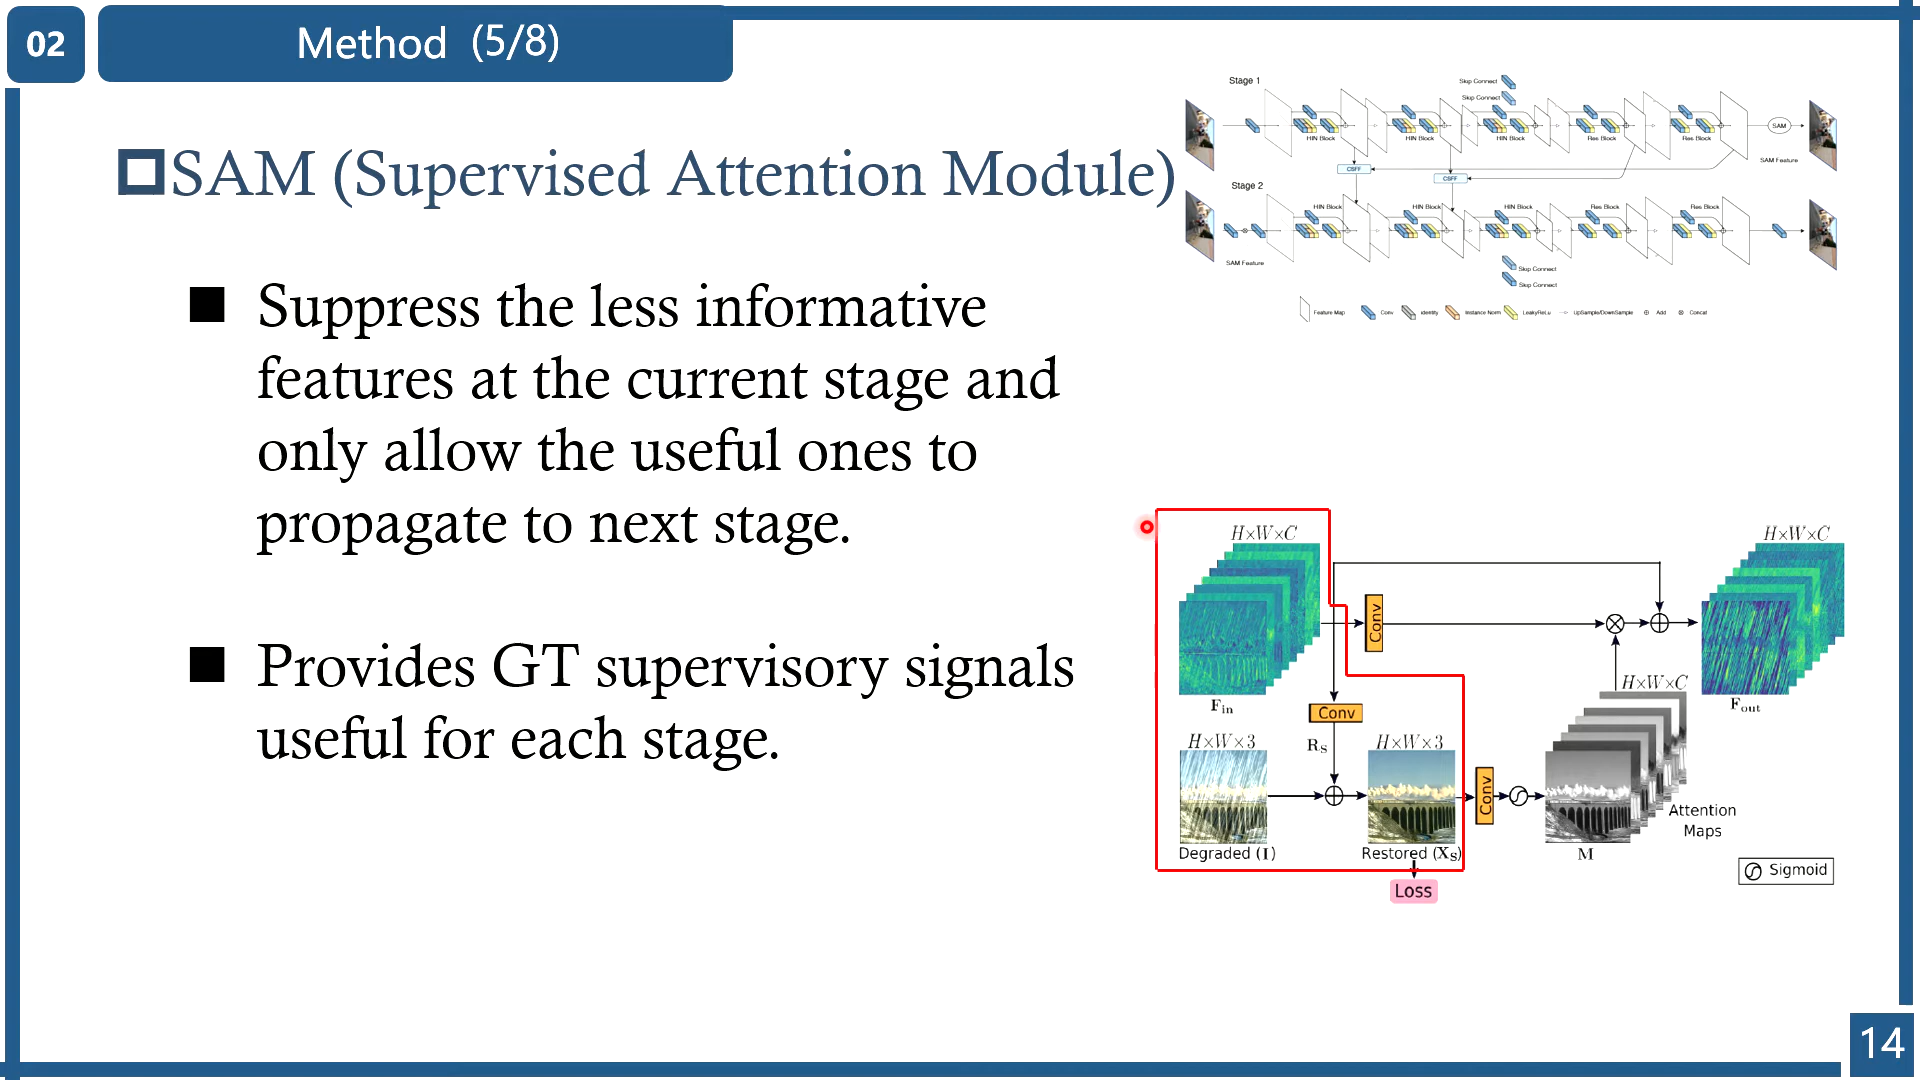 02
Method (5/8)
SAM (Supervised Attention Module)
Suppress the less informative
features at the current stage and
only allow the useful ones to
propagate to next stage.
Provides GT supervisory signals
useful for each stage.
Stage 1
Skip Connect
Skip Connect
HIN Block
HIN Block
HIN Block
Res Block
Res Block
SAM
SAM Feature
CSFF
CSFF
Stage 2
HIN Block
HIN Block
HIN Block
Res Block
Res Block
SAM Feature
Skip Connect
Skip Connect
Feature Map
Conv
Identity
Instance Norm
LeakyReLu
UpSample/DownSample
Add
Concat
H×W×C
H×W×C
Conv
Fin
H×W×C
Fout
Conv
H×W×3
RS
H×W×3
Conv
Attention
Maps
Degraded (I)
Restored (XS)
M
Sigmoid
Loss
14